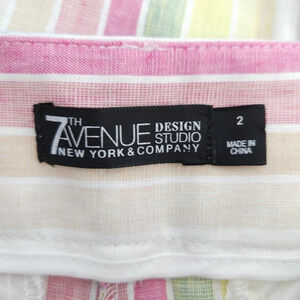 7TH AVENUE DESIGN STUDIO
NEW YORK & COMPANY
2
MADE IN
CHINA